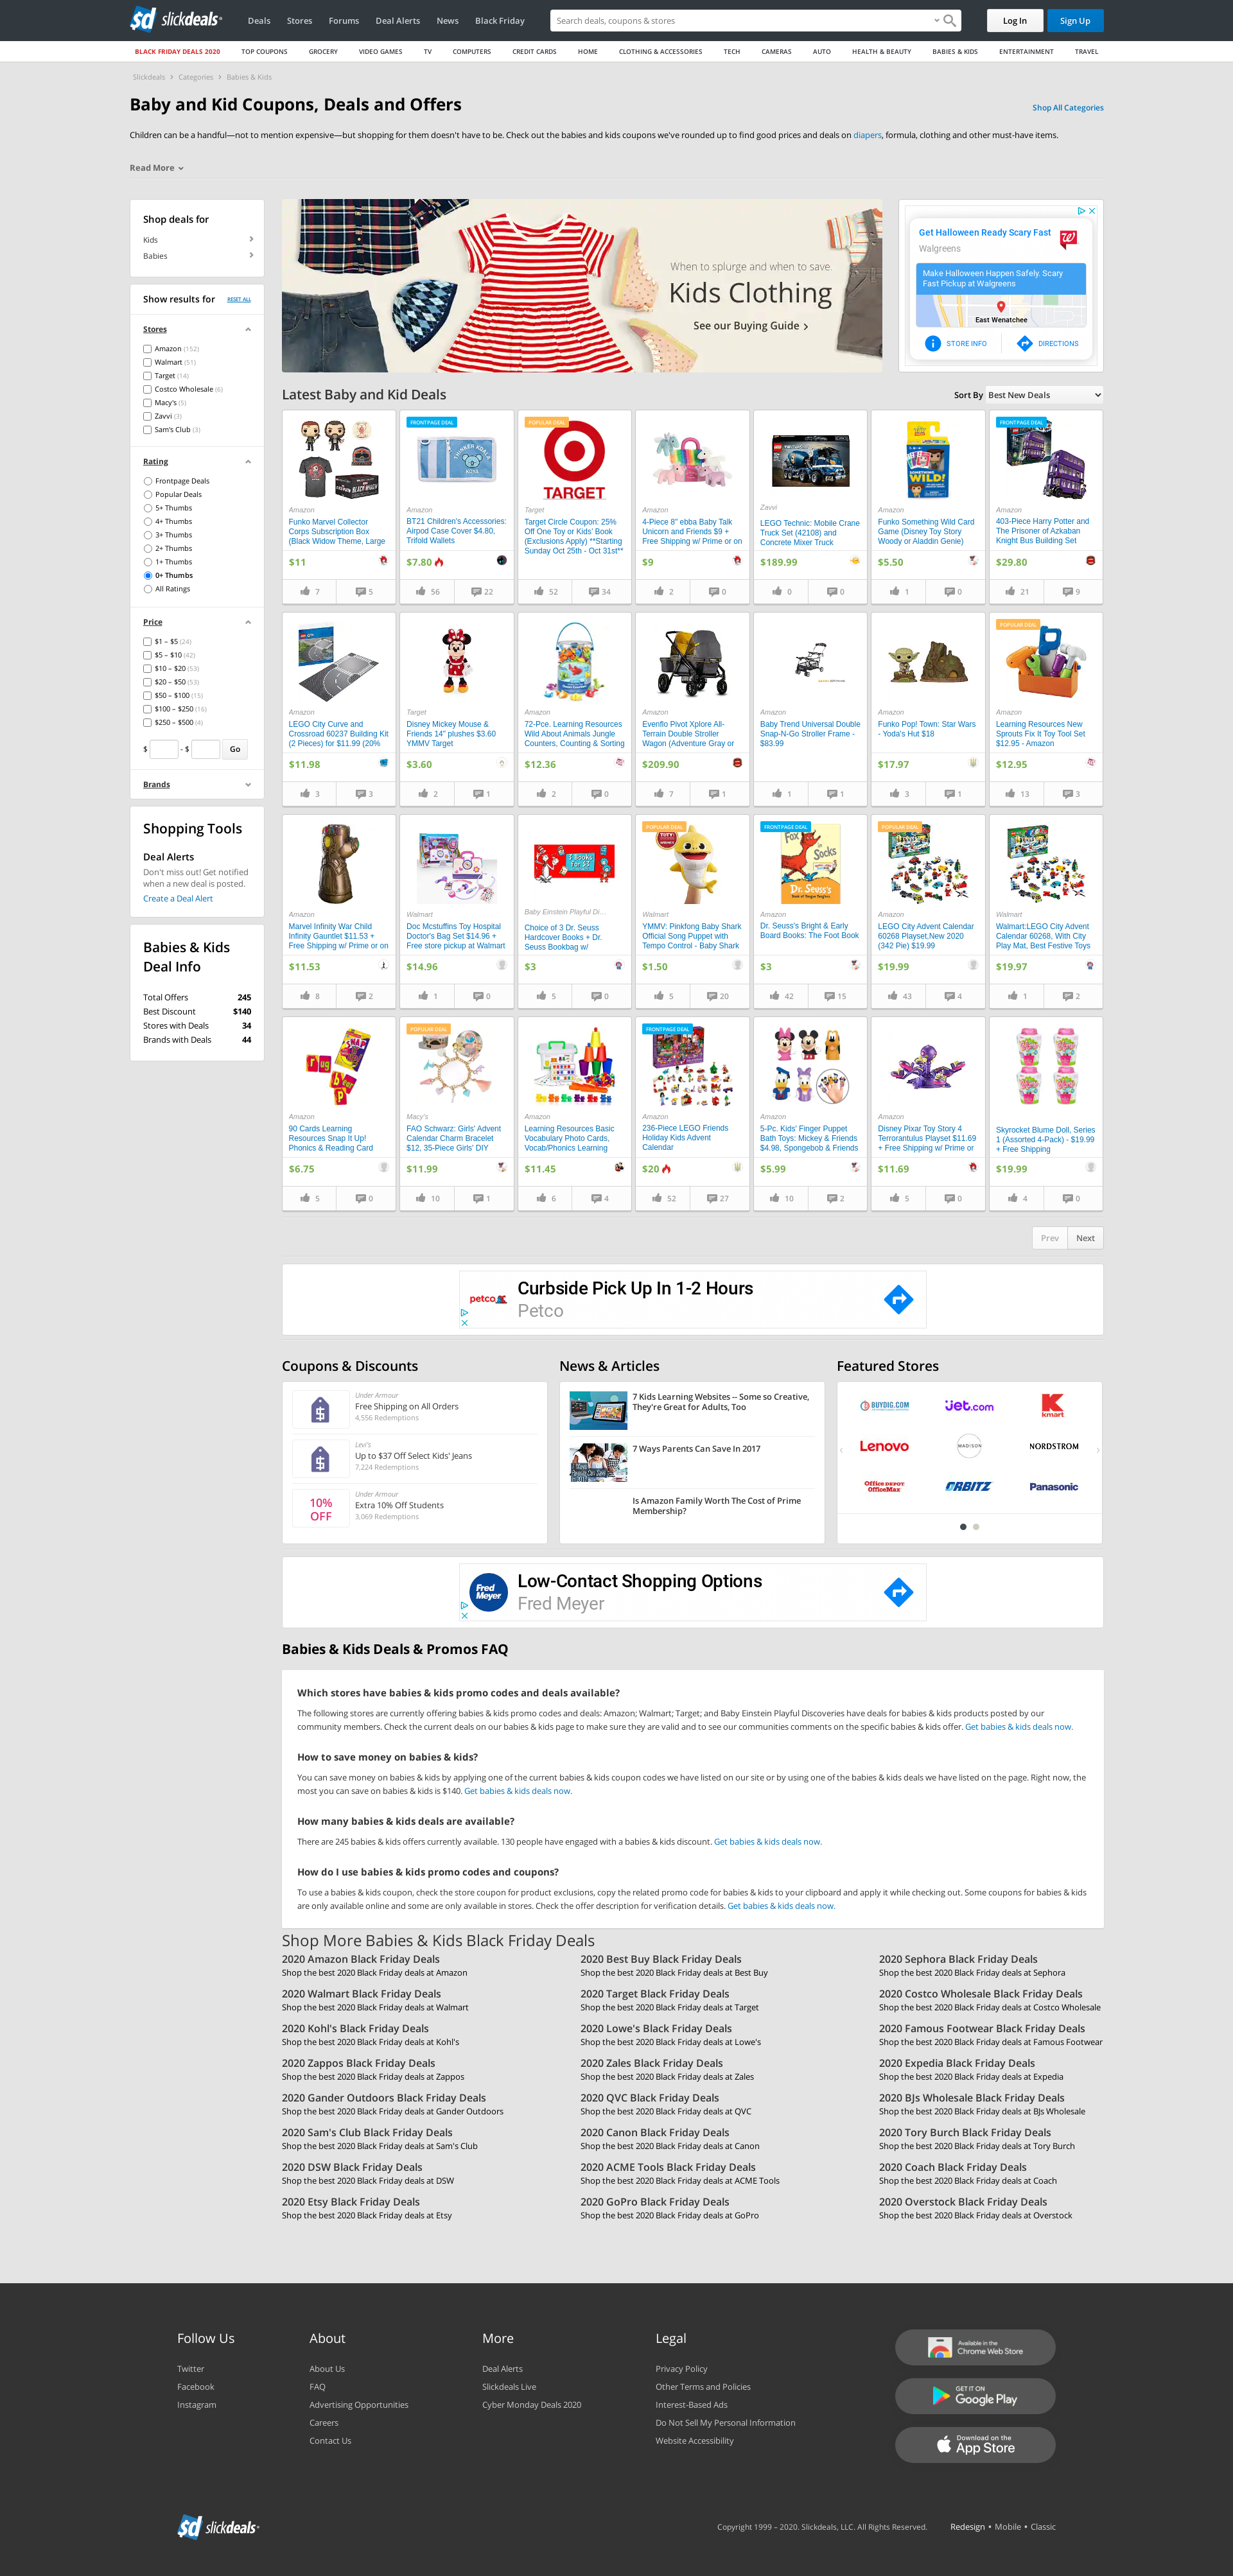 slickdeals
Deals Stores Forums Deal Alerts News Black Friday
Search deals, coupons & stores
Log In
Sign Up
BLACK FRIDAY DEALS 2020 TOP COUPONS GROCERY VIDEO GAMES TV COMPUTERS CREDIT CARDS HOME CLOTHING & ACCESSORIES TECH CAMERAS AUTO HEALTH & BEAUTY BABIES & KIDS ENTERTAINMENT TRAVEL
Slickdeals > Categories > Babies & Kids
Baby and Kid Coupons, Deals and Offers
Shop All Categories
Children can be a handful—not to mention expensive—but shopping for them doesn't have to be. Check out the babies and kids coupons we've rounded up to find good prices and deals on diapers, formula, clothing and other must-have items.
Read More
Shop deals for
Kids
Babies
Show results for
RESET ALL
Stores
Amazon (152)
Walmart (51)
Target (14)
Costco Wholesale (6)
Macy's (5)
Zavvi (3)
Sam's Club (3)
Rating
Frontpage Deals
Popular Deals
5+ Thumbs
4+ Thumbs
3+ Thumbs
2+ Thumbs
1+ Thumbs
0+ Thumbs
All Ratings
Price
$1 – $5 (24)
$5 – $10 (42)
$10 – $20 (53)
$20 – $50 (53)
$50 – $100 (15)
$100 – $250 (16)
$250 – $500 (4)
$ - $ Go
Brands
Shopping Tools
Deal Alerts
Don't miss out! Get notified
when a new deal is posted.
Create a Deal Alert
Babies & Kids
Deal Info
Total Offers 245
Best Discount $140
Stores with Deals 34
Brands with Deals 44
When to splurge and when to save.
Kids Clothing
See our Buying Guide >
Get Halloween Ready Scary Fast
Walgreens
Make Halloween Happen Safely. Scary
Fast Pickup at Walgreens
East Wenatchee
STORE INFO
DIRECTIONS
Latest Baby and Kid Deals
Sort By Best New Deals
Amazon
Funko Marvel Collector
Corps Subscription Box
(Black Widow Theme, Large
$11
7 5
FRONTPAGE DEAL
Amazon
BT21 Children's Accessories:
Airpod Case Cover $4.80,
Trifold Wallets
$7.80
56 22
POPULAR DEAL
TARGET
Target
Target Circle Coupon: 25%
Off One Toy or Kids' Book
(Exclusions Apply) **Starting
Sunday Oct 25th - Oct 31st**
52 34
Amazon
4-Piece 8" ebba Baby Talk
Unicorn and Friends $9 +
Free Shipping w/ Prime or on
$9
2 0
Zavvi
LEGO Technic: Mobile Crane
Truck Set (42108) and
Concrete Mixer Truck
$189.99
0 0
Amazon
Funko Something Wild Card
Game (Disney Toy Story
Woody or Aladdin Genie)
$5.50
1 0
FRONTPAGE DEAL
Amazon
403-Piece Harry Potter and
The Prisoner of Azkaban
Knight Bus Building Set
$29.80
21 9
Amazon
LEGO City Curve and
Crossroad 60237 Building Kit
(2 Pieces) for $11.99 (20%
$11.98
3 3
Target
Disney Mickey Mouse &
Friends 14" plushes $3.60
YMMV Target
$3.60
2 1
Amazon
72-Pce. Learning Resources
Wild About Animals Jungle
Counters, Counting & Sorting
$12.36
2 0
Amazon
Evenflo Pivot Xplore All-
Terrain Double Stroller
Wagon (Adventure Gray or
$209.90
7 1
Amazon
Baby Trend Universal Double
Snap-N-Go Stroller Frame -
$83.99
1 1
Amazon
Funko Pop! Town: Star Wars
- Yoda's Hut $18
$17.97
3 1
POPULAR DEAL
Amazon
Learning Resources New
Sprouts Fix It Toy Tool Set
$12.95 - Amazon
$12.95
13 3
Amazon
Marvel Infinity War Child
Infinity Gauntlet $11.53 +
Free Shipping w/ Prime or on
$11.53
8 2
Walmart
Doc Mcstuffins Toy Hospital
Doctor's Bag Set $14.96 +
Free store pickup at Walmart
$14.96
1 0
3 Books
for $3
Baby Einstein Playful Di...
Choice of 3 Dr. Seuss
Hardcover Books + Dr.
Seuss Bookbag w/
$3
5 0
POPULAR DEAL
Walmart
YMMV: Pinkfong Baby Shark
Official Song Puppet with
Tempo Control - Baby Shark
$1.50
5 20
FRONTPAGE DEAL
Fox
in
Socks
Dr. Seuss's
Amazon
Dr. Seuss's Bright & Early
Board Books: The Foot Book
$3
42 15
POPULAR DEAL
Amazon
LEGO City Advent Calendar
60268 Playset,New 2020
(342 Pie) $19.99
$19.99
43 4
Walmart
Walmart:LEGO City Advent
Calendar 60268, With City
Play Mat, Best Festive Toys
$19.97
1 2
Amazon
90 Cards Learning
Resources Snap It Up!
Phonics & Reading Card
$6.75
5 0
POPULAR DEAL
Macy's
FAO Schwarz: Girls' Advent
Calendar Charm Bracelet
$12, 35-Piece Girls' DIY
$11.99
10 1
Amazon
Learning Resources Basic
Vocabulary Photo Cards,
Vocab/Phonics Learning
$11.45
6 4
FRONTPAGE DEAL
Amazon
236-Piece LEGO Friends
Holiday Kids Advent
Calendar
$20
52 27
Amazon
5-Pc. Kids' Finger Puppet
Bath Toys: Mickey & Friends
$4.98, Spongebob & Friends
$5.99
10 2
Amazon
Disney Pixar Toy Story 4
Terrorantulus Playset $11.69
+ Free Shipping w/ Prime or
$11.69
5 0
Skyrocket Blume Doll, Series
1 (Assorted 4-Pack) - $19.99
+ Free Shipping
$19.99
4 0
Prev Next
petco
Curbside Pick Up In 1-2 Hours
Petco
Coupons & Discounts
Under Armour
Free Shipping on All Orders
4,556 Redemptions
Levi's
Up to $37 Off Select Kids' Jeans
7,224 Redemptions
10%
OFF
Under Armour
Extra 10% Off Students
3,069 Redemptions
News & Articles
7 Kids Learning Websites -- Some so Creative,
They're Great for Adults, Too
7 Ways Parents Can Save In 2017
Is Amazon Family Worth The Cost of Prime
Membership?
Featured Stores
BUYDIG.COM jet.com kmart
Lenovo MADISON NORDSTROM
Office DEPOT OfficeMax ORBITZ Panasonic
Fred
Meyer
Low-Contact Shopping Options
Fred Meyer
Babies & Kids Deals & Promos FAQ
Which stores have babies & kids promo codes and deals available?
The following stores are currently offering babies & kids promo codes and deals: Amazon; Walmart; Target; and Baby Einstein Playful Discoveries have deals for babies & kids products posted by our
community members. Check the current deals on our babies & kids page to make sure they are valid and to see our communities comments on the specific babies & kids offer. Get babies & kids deals now.
How to save money on babies & kids?
You can save money on babies & kids by applying one of the current babies & kids coupon codes we have listed on our site or by using one of the babies & kids deals we have listed on the page. Right now, the
most you can save on babies & kids is $140. Get babies & kids deals now.
How many babies & kids deals are available?
There are 245 babies & kids offers currently available. 130 people have engaged with a babies & kids discount. Get babies & kids deals now.
How do I use babies & kids promo codes and coupons?
To use a babies & kids coupon, check the store coupon for product exclusions, copy the related promo code for babies & kids to your clipboard and apply it while checking out. Some coupons for babies & kids
are only available online and some are only available in stores. Check the offer description for verification details. Get babies & kids deals now.
Shop More Babies & Kids Black Friday Deals
2020 Amazon Black Friday Deals
Shop the best 2020 Black Friday deals at Amazon
2020 Best Buy Black Friday Deals
Shop the best 2020 Black Friday deals at Best Buy
2020 Sephora Black Friday Deals
Shop the best 2020 Black Friday deals at Sephora
2020 Walmart Black Friday Deals
Shop the best 2020 Black Friday deals at Walmart
2020 Target Black Friday Deals
Shop the best 2020 Black Friday deals at Target
2020 Costco Wholesale Black Friday Deals
Shop the best 2020 Black Friday deals at Costco Wholesale
2020 Kohl's Black Friday Deals
Shop the best 2020 Black Friday deals at Kohl's
2020 Lowe's Black Friday Deals
Shop the best 2020 Black Friday deals at Lowe's
2020 Famous Footwear Black Friday Deals
Shop the best 2020 Black Friday deals at Famous Footwear
2020 Zappos Black Friday Deals
Shop the best 2020 Black Friday deals at Zappos
2020 Zales Black Friday Deals
Shop the best 2020 Black Friday deals at Zales
2020 Expedia Black Friday Deals
Shop the best 2020 Black Friday deals at Expedia
2020 Gander Outdoors Black Friday Deals
Shop the best 2020 Black Friday deals at Gander Outdoors
2020 QVC Black Friday Deals
Shop the best 2020 Black Friday deals at QVC
2020 BJs Wholesale Black Friday Deals
Shop the best 2020 Black Friday deals at BJs Wholesale
2020 Sam's Club Black Friday Deals
Shop the best 2020 Black Friday deals at Sam's Club
2020 Canon Black Friday Deals
Shop the best 2020 Black Friday deals at Canon
2020 Tory Burch Black Friday Deals
Shop the best 2020 Black Friday deals at Tory Burch
2020 DSW Black Friday Deals
Shop the best 2020 Black Friday deals at DSW
2020 ACME Tools Black Friday Deals
Shop the best 2020 Black Friday deals at ACME Tools
2020 Coach Black Friday Deals
Shop the best 2020 Black Friday deals at Coach
2020 Etsy Black Friday Deals
Shop the best 2020 Black Friday deals at Etsy
2020 GoPro Black Friday Deals
Shop the best 2020 Black Friday deals at GoPro
2020 Overstock Black Friday Deals
Shop the best 2020 Black Friday deals at Overstock
Follow Us
Twitter
Facebook
Instagram
About
About Us
FAQ
Advertising Opportunities
Careers
Contact Us
More
Deal Alerts
Slickdeals Live
Cyber Monday Deals 2020
Legal
Privacy Policy
Other Terms and Policies
Interest-Based Ads
Do Not Sell My Personal Information
Website Accessibility
Available in the
Chrome Web Store
GET IT ON
Google Play
Download on the
App Store
slickdeals
Copyright 1999 – 2020. Slickdeals, LLC. All Rights Reserved.
Redesign • Mobile • Classic